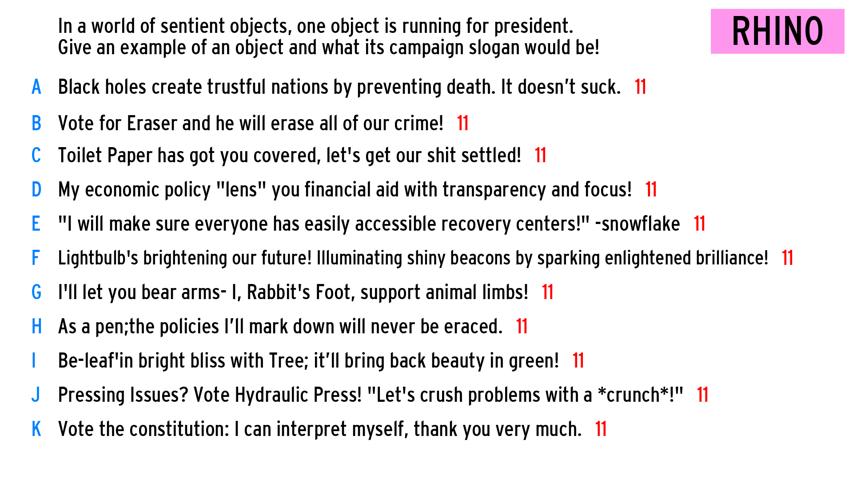 In a world of sentient objects, one object is running for president.
Give an example of an object and what its campaign slogan would be!
RHINO
A Black holes create trustful nations by preventing death. It doesn't suck. 11
B Vote for Eraser and he will erase all of our crime! 11
C Toilet Paper has got you covered, let's get our shit settled! 11
D My economic policy "lens" you financial aid with transparency and focus! 11
E "I will make sure everyone has easily accessible recovery centers!" -snowflake 11
F Lightbulb's brightening our future! Illuminating shiny beacons by sparking enlightened brilliance! 11
G I'll let you bear arms- I, Rabbit's Foot, support animal limbs! 11
H As a pen;the policies I’ll mark down will never be eraced. 11
I Be-leaf'in bright bliss with Tree; it’ll bring back beauty in green! 11
J Pressing Issues? Vote Hydraulic Press! "Let's crush problems with a *crunch*!" 11
K Vote the constitution: I can interpret myself, thank you very much. 11